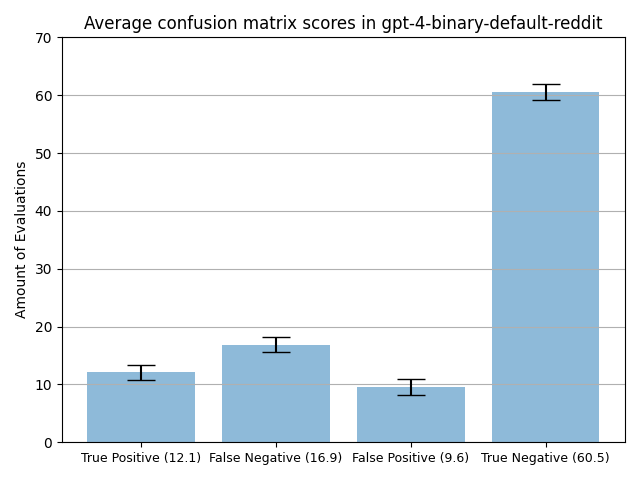 Average confusion matrix scores in gpt-4-binary-default-reddit
Amount of Evaluations
70
60
50
40
30
20
10
0
True Positive (12.1) False Negative (16.9) False Positive (9.6) True Negative (60.5)